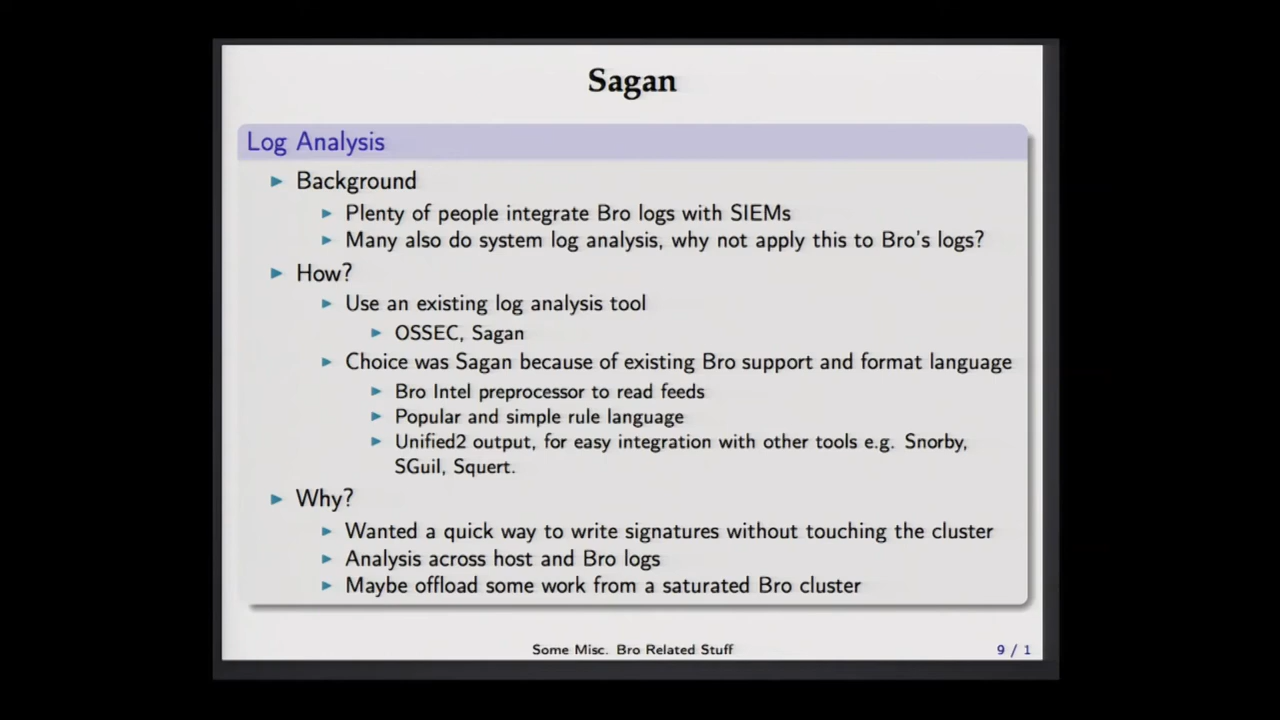 Sagan
Log Analysis
Background
Plenty of people integrate Bro logs with SIEMs
Many also do system log analysis, why not apply this to Bro's logs?
How?
Use an existing log analysis tool
OSSEC, Sagan
Choice was Sagan because of existing Bro support and format language
Bro Intel preprocessor to read feeds
Popular and simple rule language
Unified2 output, for easy integration with other tools e.g. Snorby,
SGuil, Squert.
Why?
Wanted a quick way to write signatures without touching the cluster
Analysis across host and Bro logs
Maybe offload some work from a saturated Bro cluster
Some Misc. Bro Related Stuff
9 / 1